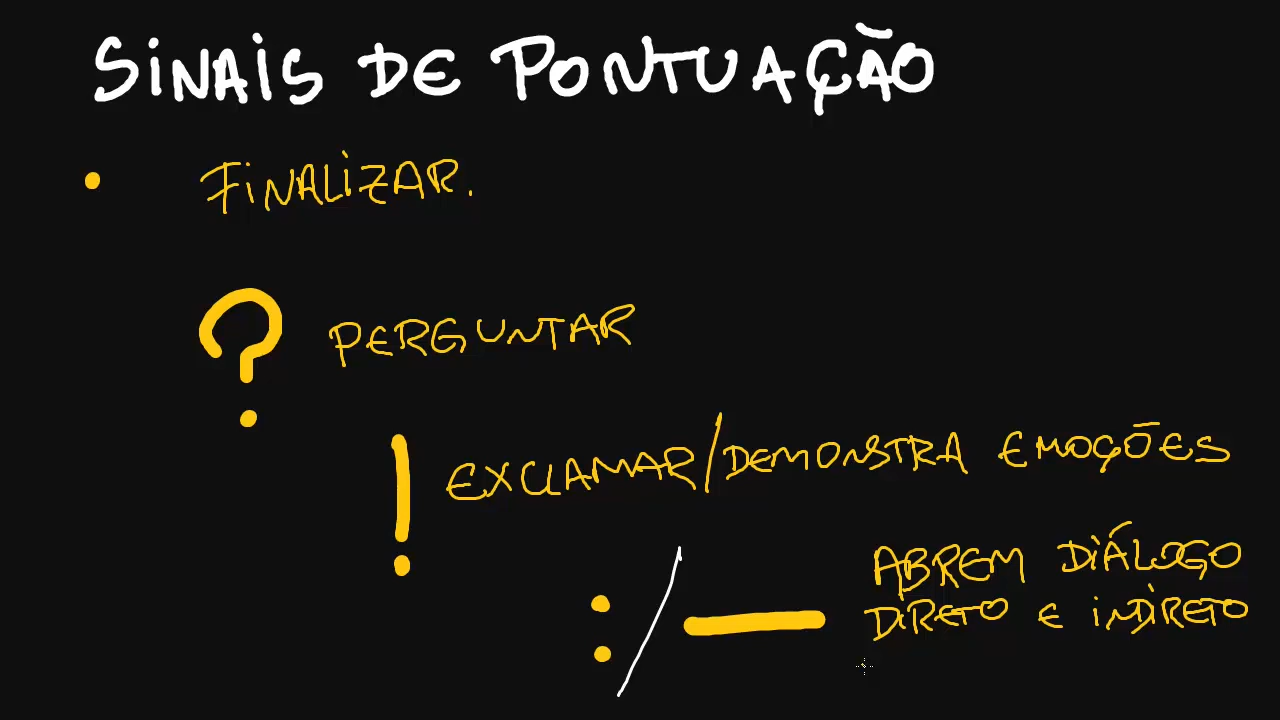 SINAIS DE PONTUAÇÃO
. FINALIZAR.
? PERGUNTAR
! EXCLAMAR/DEMONSTRA EMOÇÕES
: / — ABREM DIÁLOGO
DIRETO E INDIRETO